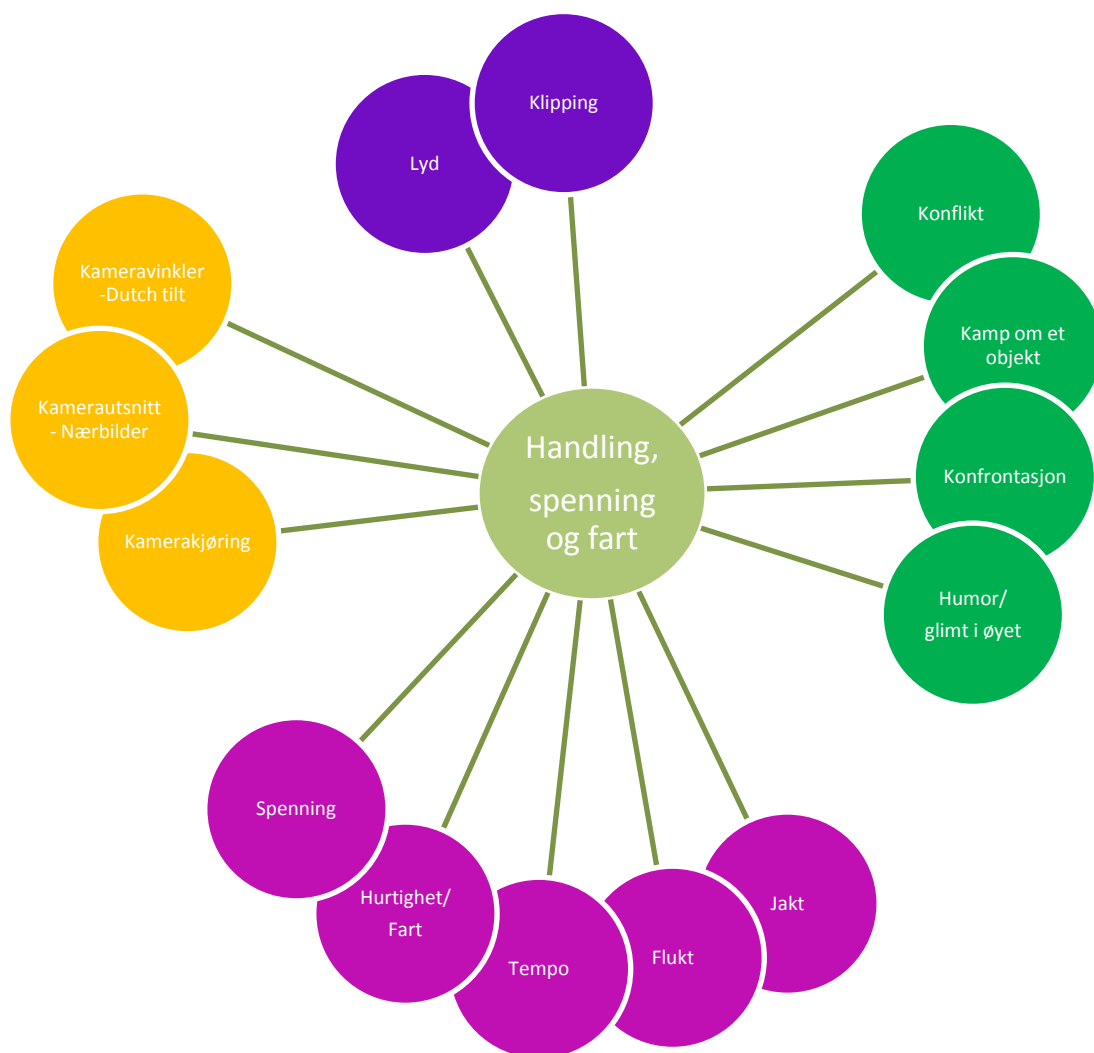 Klipping
Lyd
Konflikt
Kameravinkler
-Dutch tilt
Kamp om et
objekt
Kamerautsnitt
- Nærbilder
Handling,
spenning
og fart
Konfrontasjon
Kamerakjøring
Humor/
glimt i øyet
Spenning
Hurtighet/
Fart
Jakt
Flukt
Tempo